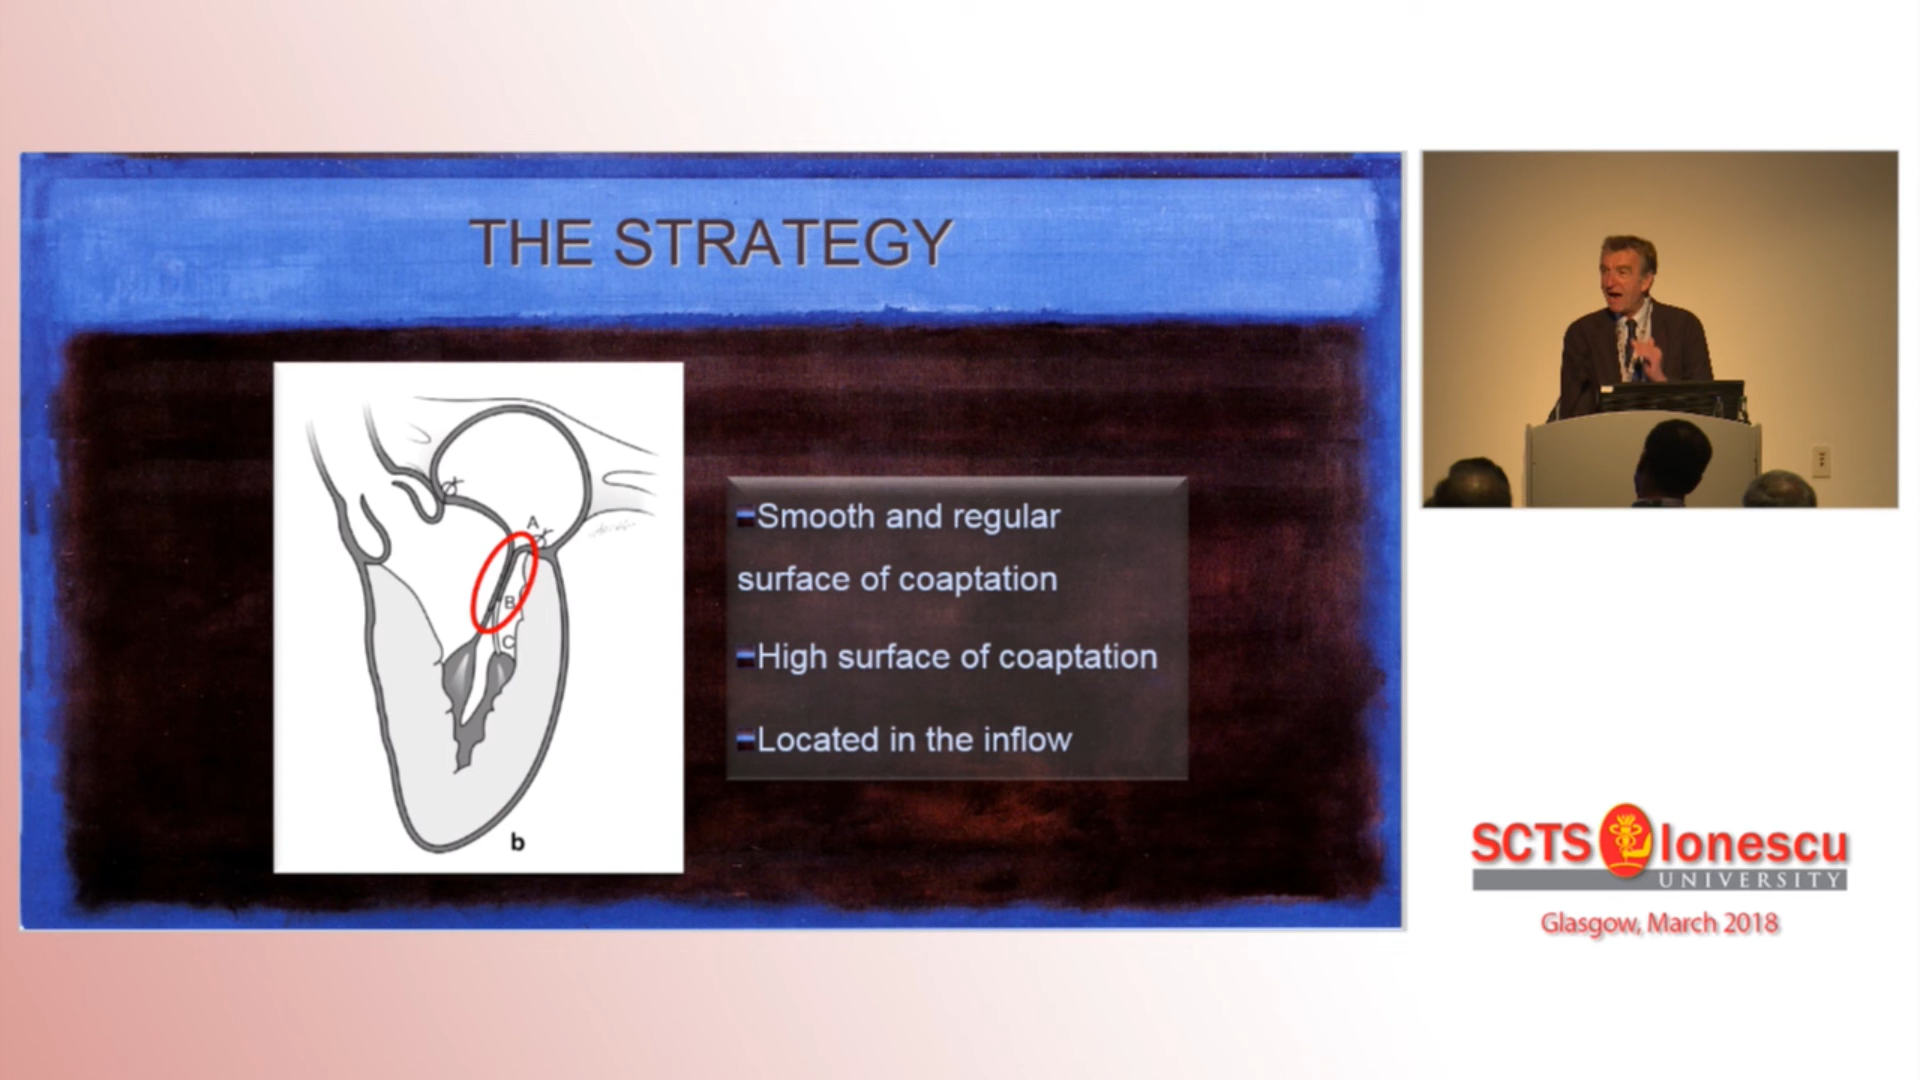 THE STRATEGY
A
B
C
b
Smooth and regular
surface of coaptation
High surface of coaptation
Located in the inflow
SCTS Ionescu
UNIVERSITY
Glasgow, March 2018